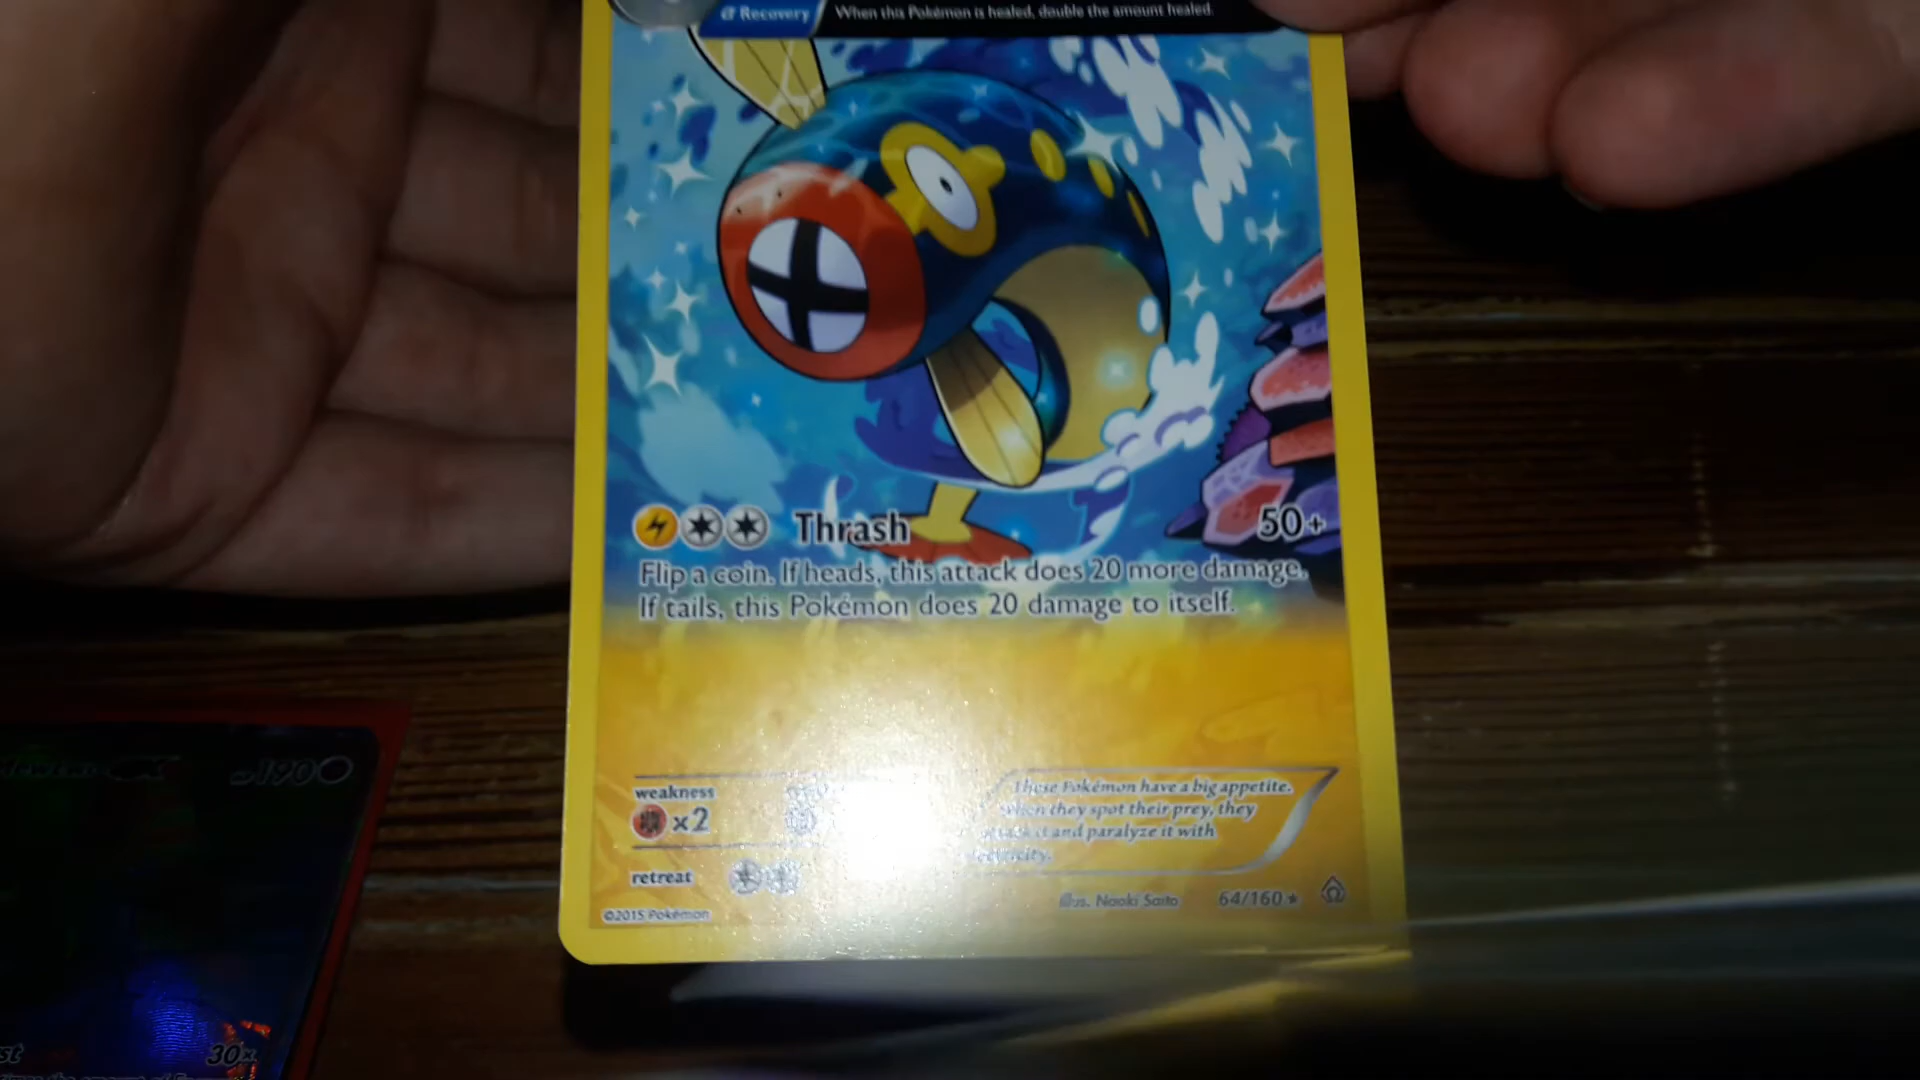 α Recovery When this Pokémon is healed, double the amount healed.
Thrash 50+
Flip a coin. If heads, this attack does 20 more damage.
If tails, this Pokémon does 20 damage to itself.
weakness
x2
These Pokémon have a big appetite.
When they spot their prey, they
attack it and paralyze it with
electricity.
retreat
illus. Naoki Saito 64/160
©2015 Pokémon
190
30x